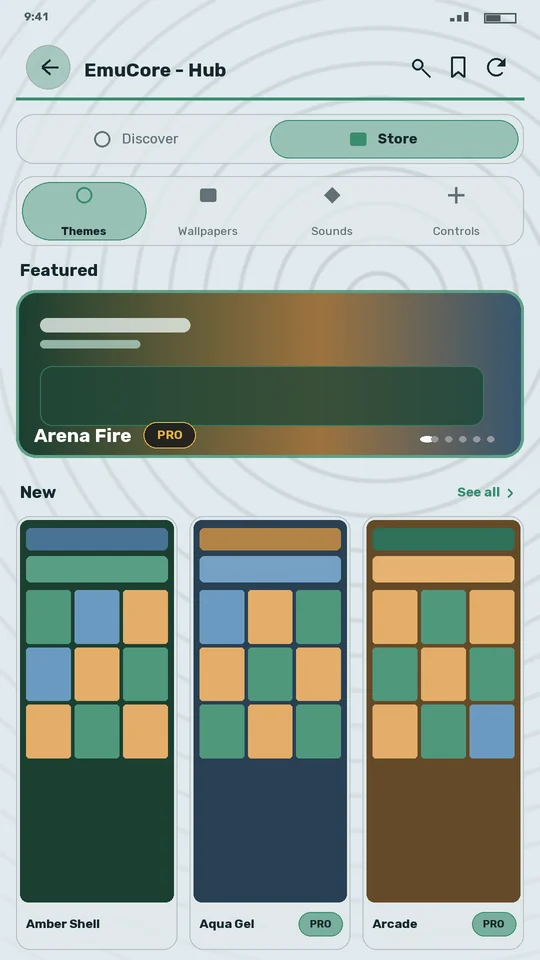 9:41
EmuCore - Hub
Discover
Store
Themes
Wallpapers
Sounds
Controls
Featured
Arena Fire
PRO
New
See all
Amber Shell
Aqua Gel
PRO
Arcade
PRO